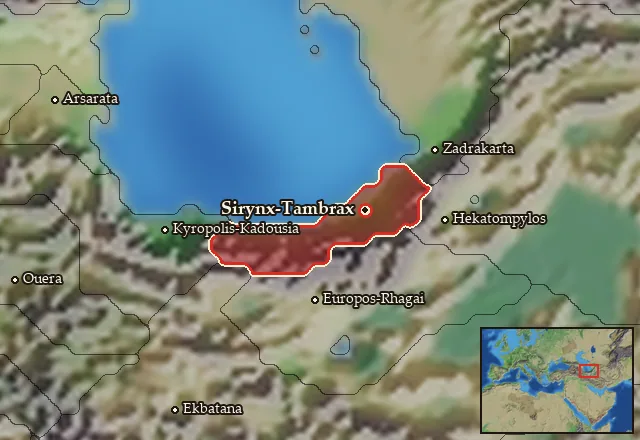 Arsarata
Zadrakarta
Sirynx-Tambrax
Hekatompylos
Kyropolis-Kadousia
Ouera
Europos-Rhagai
Ekbatana